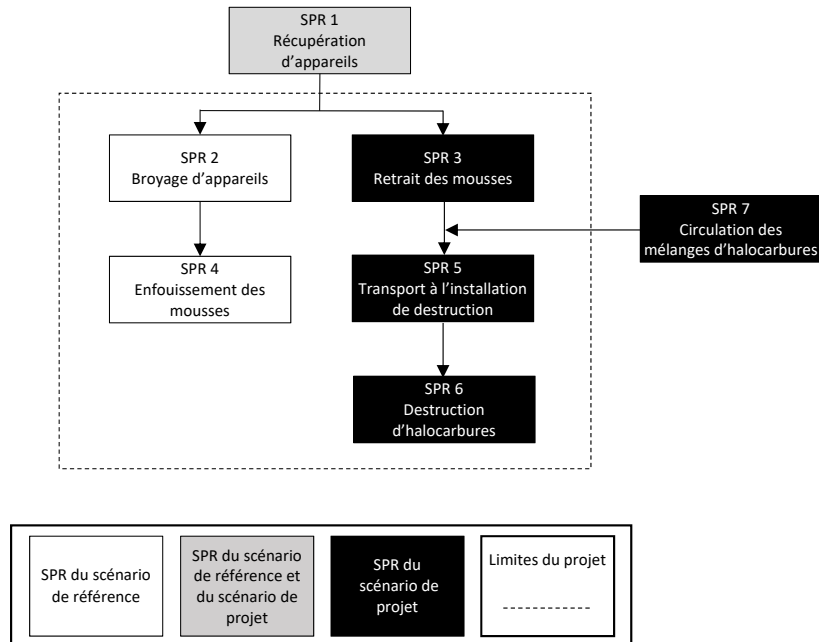 SPR 1
Récupération
d'appareils
SPR 2
Broyage d'appareils
SPR 3
Retrait des mousses
SPR 7
Circulation des
mélanges d'halocarbures
SPR 4
Enfouissement des
mousses
SPR 5
Transport à l'installation
de destruction
SPR 6
Destruction
d'halocarbures
SPR du scénario
de référence
SPR du scénario
de référence et
du scénario de
projet
SPR du
scénario de
projet
Limites du projet